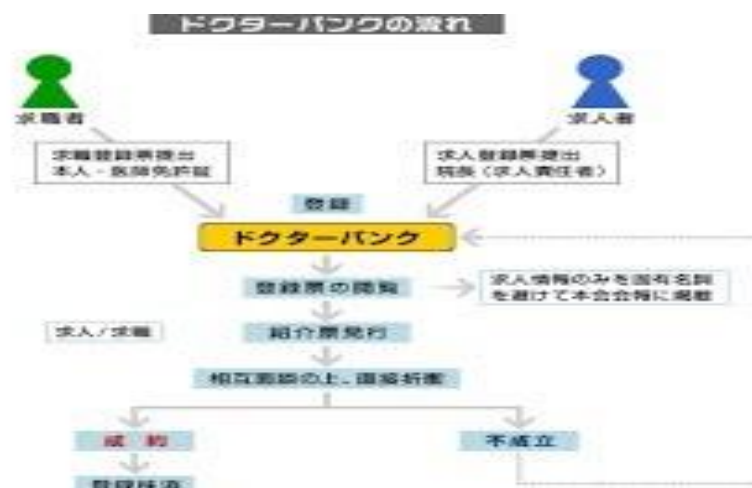 ドクターバンクの流れ
求職者
求人者
求職登録票提出
本人・医師免許証
求人登録票提出
院長(求人責任者)
登録
ドクターバンク
登録票の閲覧
求人情報のみを固有名詞
を避けて本会会報に掲載
求人/求職
紹介票発行
相互面談の上、直接折衝
成 約
不成立
登録抹消